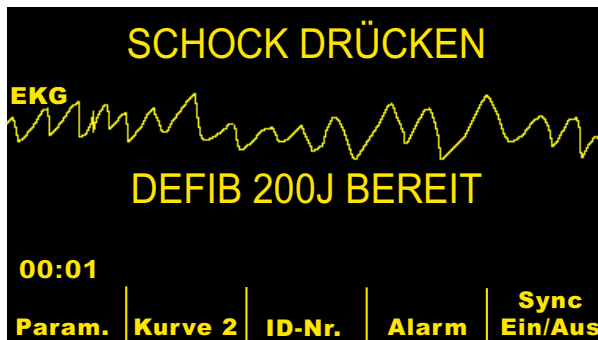 SCHOCK DRÜCKEN
EKG
DEFIB 200J BEREIT
00:01
Param. Kurve 2 ID-Nr. Alarm Sync Ein/Aus